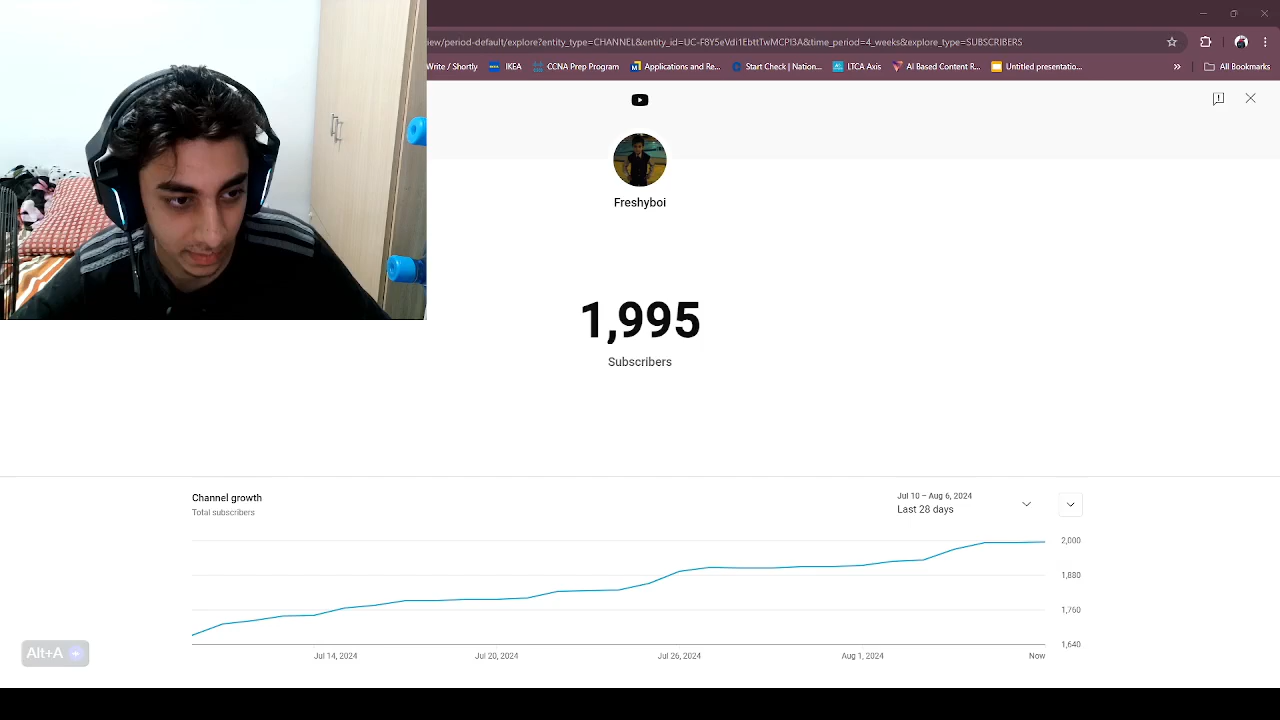 iew/period-default/explore?entity_type=CHANNEL&entity_id=UC-F8Y5eVdi1EbttTwMCPI3A&time_period=4_weeks&explore_type=SUBSCRIBERS
Write / Shortly IKEA CCNA Prep Program Applications and Re... Start Check | Nation... LTCA Axis AI Based Content R... Untitled presentatio... » All Bookmarks
Freshyboi
1,995
Subscribers
Channel growth
Total subscribers
Jul 10 – Aug 6, 2024
Last 28 days
2,000
1,880
1,760
1,640
Jul 14, 2024 Jul 20, 2024 Jul 26, 2024 Aug 1, 2024 Now
Alt+A